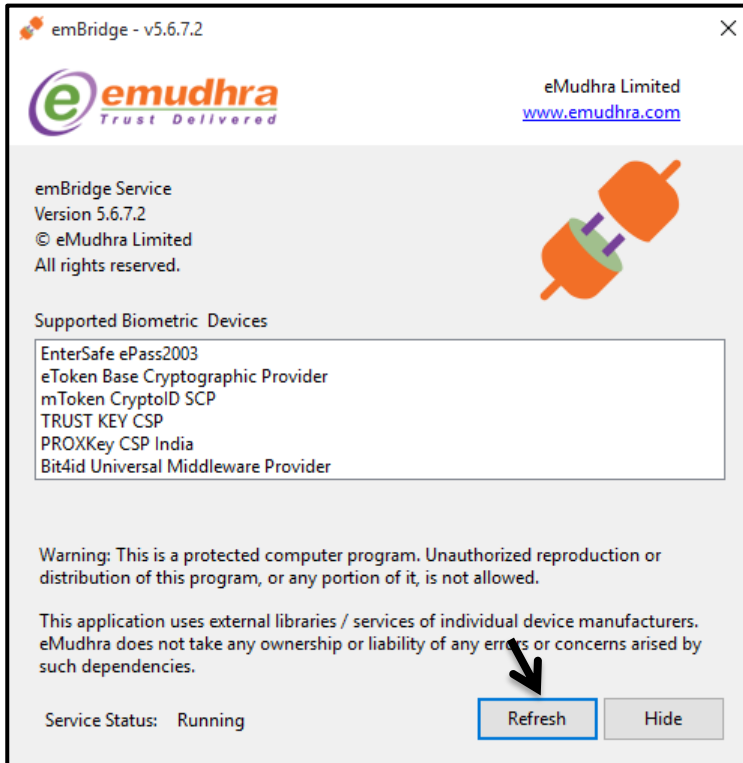 emBridge - v5.6.7.2
e emudhra
Trust Delivered
eMudhra Limited
www.emudhra.com
emBridge Service
Version 5.6.7.2
© eMudhra Limited
All rights reserved.
Supported Biometric  Devices
EnterSafe ePass2003
eToken Base Cryptographic Provider
mToken CryptoID SCP
TRUST KEY CSP
PROXKey CSP India
Bit4id Universal Middleware Provider
Warning: This is a protected computer program. Unauthorized reproduction or
distribution of this program, or any portion of it, is not allowed.
This application uses external libraries / services of individual device manufacturers.
eMudhra does not take any ownership or liability of any errors or concerns arised by
such dependencies.
Service Status: Running
Refresh
Hide